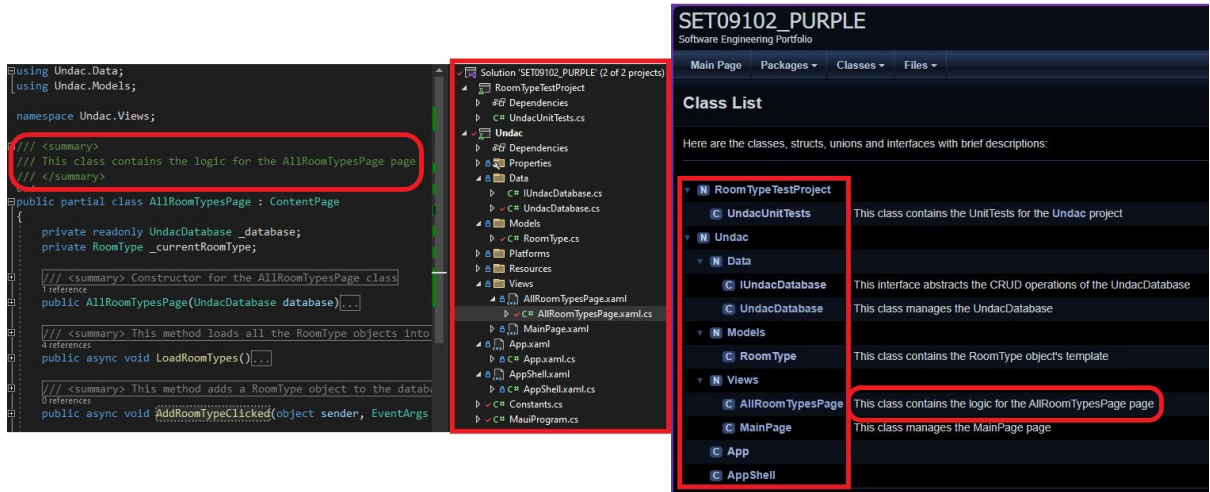 using Undac.Data;
using Undac.Models;
namespace Undac.Views;
/// <summary>
/// This class contains the logic for the AllRoomTypesPage page
/// </summary>
public partial class AllRoomTypesPage : ContentPage
{
private readonly UndacDatabase _database;
private RoomType _currentRoomType;
/// <summary> Constructor for the AllRoomTypesPage class
1 reference
public AllRoomTypesPage(UndacDatabase database)...
/// <summary> This method loads all the RoomType objects into
4 references
public async void LoadRoomTypes()...
/// <summary> This method adds a RoomType object to the databa
0 references
public async void AddRoomTypeClicked(object sender, EventArgs
Solution 'SET09102_PURPLE' (2 of 2 projects)
RoomTypeTestProject
Dependencies
C# UndacUnitTests.cs
Undac
Dependencies
Properties
Data
C# IUndacDatabase.cs
C# UndacDatabase.cs
Models
C# RoomType.cs
Platforms
Resources
Views
AllRoomTypesPage.xaml
C# AllRoomTypesPage.xaml.cs
MainPage.xaml
App.xaml
C# App.xaml.cs
AppShell.xaml
C# AppShell.xaml.cs
C# Constants.cs
C# MauiProgram.cs
SET09102_PURPLE
Software Engineering Portfolio
Main Page Packages Classes Files
Class List
Here are the classes, structs, unions and interfaces with brief descriptions:
N RoomTypeTestProject
C UndacUnitTests This class contains the UnitTests for the Undac project
N Undac
N Data
C IUndacDatabase This interface abstracts the CRUD operations of the UndacDatabase
C UndacDatabase This class manages the UndacDatabase
N Models
C RoomType This class contains the RoomType object's template
N Views
C AllRoomTypesPage This class contains the logic for the AllRoomTypesPage page
C MainPage This class manages the MainPage page
C App
C AppShell